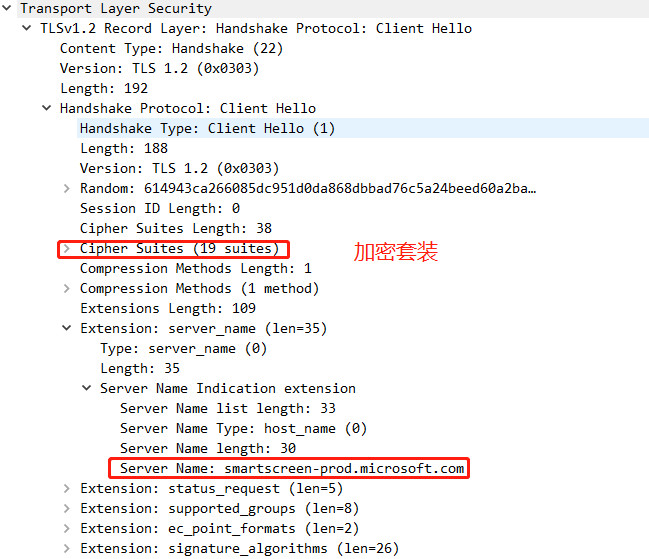 Transport Layer Security
TLSv1.2 Record Layer: Handshake Protocol: Client Hello
Content Type: Handshake (22)
Version: TLS 1.2 (0x0303)
Length: 192
Handshake Protocol: Client Hello
Handshake Type: Client Hello (1)
Length: 188
Version: TLS 1.2 (0x0303)
Random: 614943ca266085dc951d0da868dbbad76c5a24beed60a2ba…
Session ID Length: 0
Cipher Suites Length: 38
Cipher Suites (19 suites) 加密套装
Compression Methods Length: 1
Compression Methods (1 method)
Extensions Length: 109
Extension: server_name (len=35)
Type: server_name (0)
Length: 35
Server Name Indication extension
Server Name list length: 33
Server Name Type: host_name (0)
Server Name length: 30
Server Name: smartscreen-prod.microsoft.com
Extension: status_request (len=5)
Extension: supported_groups (len=8)
Extension: ec_point_formats (len=2)
Extension: signature_algorithms (len=26)